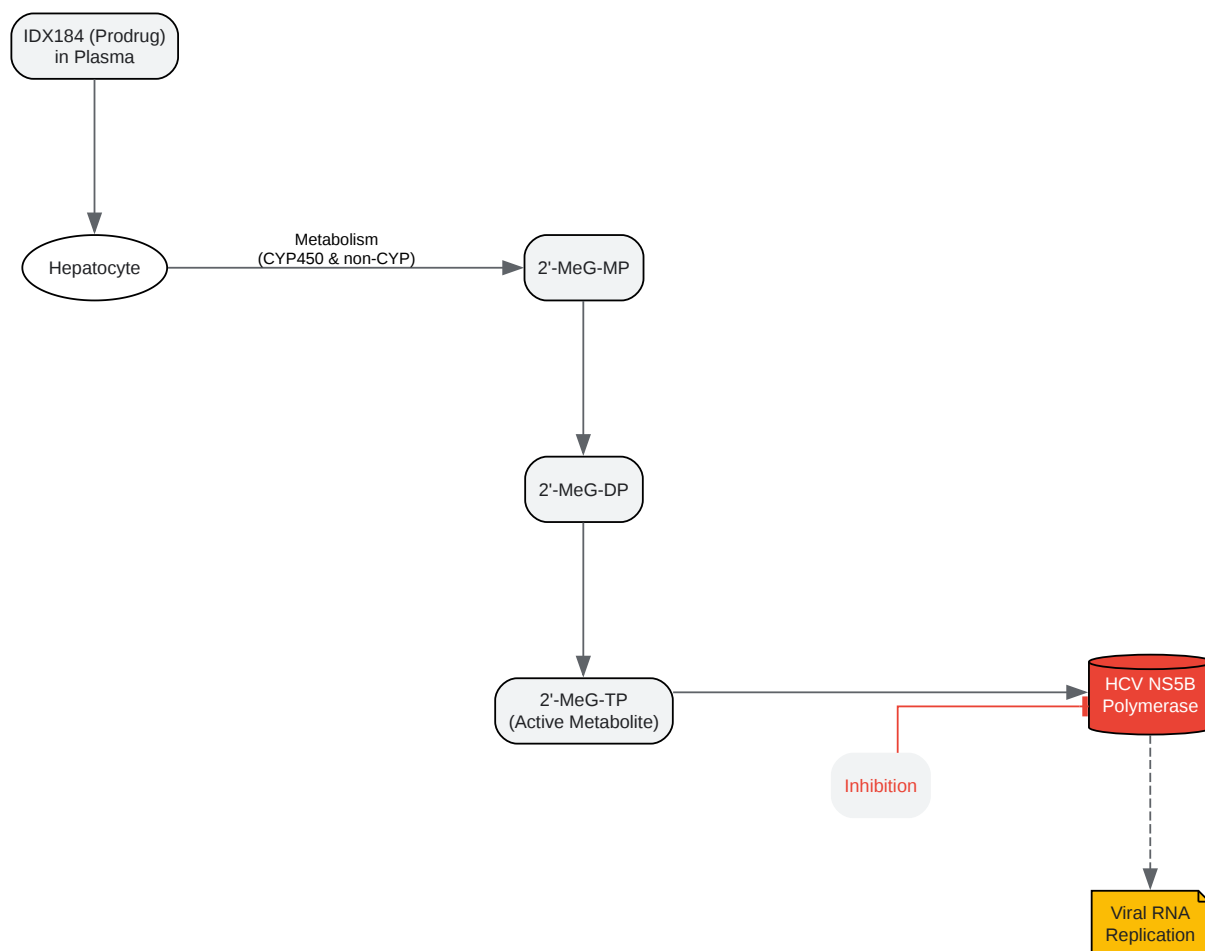 IDX184 (Prodrug)
in Plasma
Hepatocyte
Metabolism
(CYP450 & non-CYP)
2'-MeG-MP
2'-MeG-DP
2'-MeG-TP
(Active Metabolite)
HCV NS5B
Polymerase
Inhibition
Viral RNA
Replication